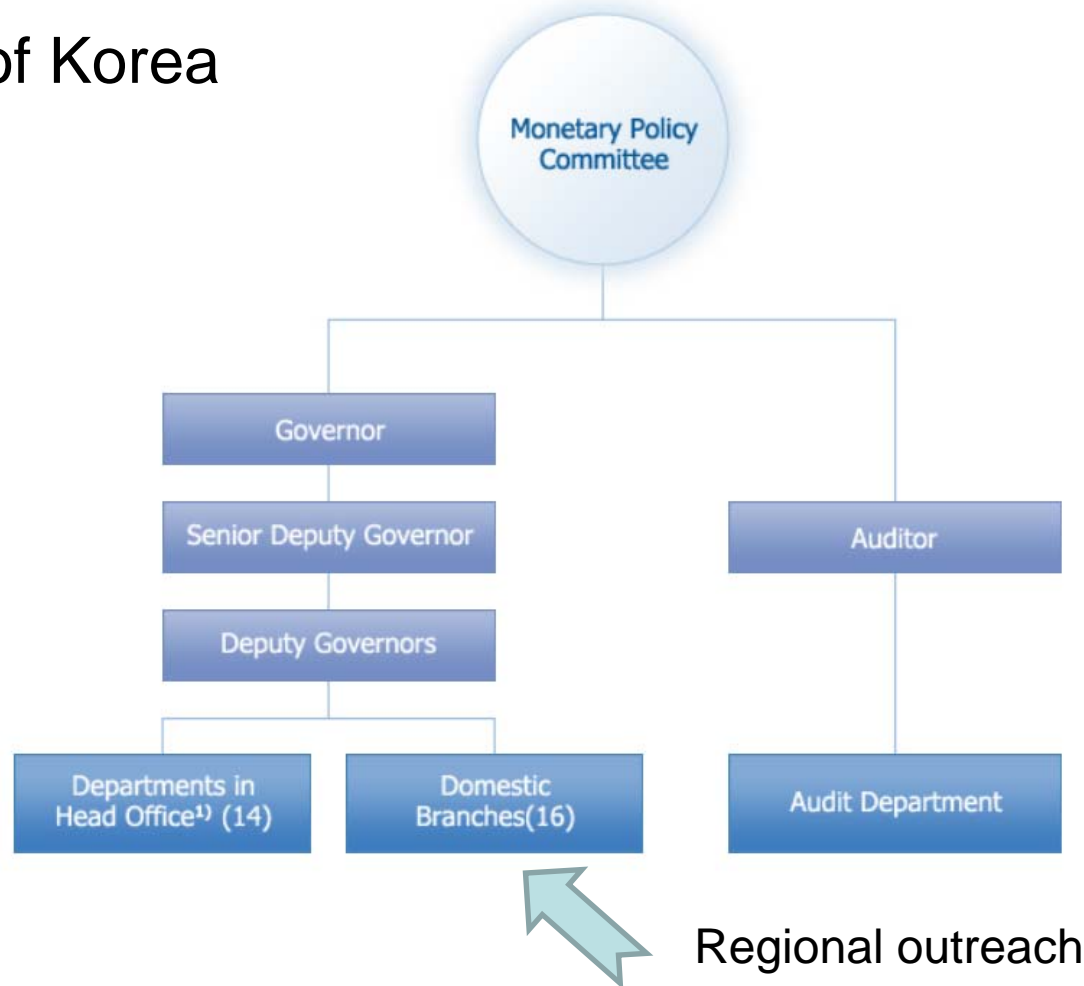 of Korea
Monetary Policy
Committee
Governor
Senior Deputy Governor
Auditor
Deputy Governors
Departments in
Head Office¹⁾ (14)
Domestic
Branches(16)
Audit Department
Regional outreach